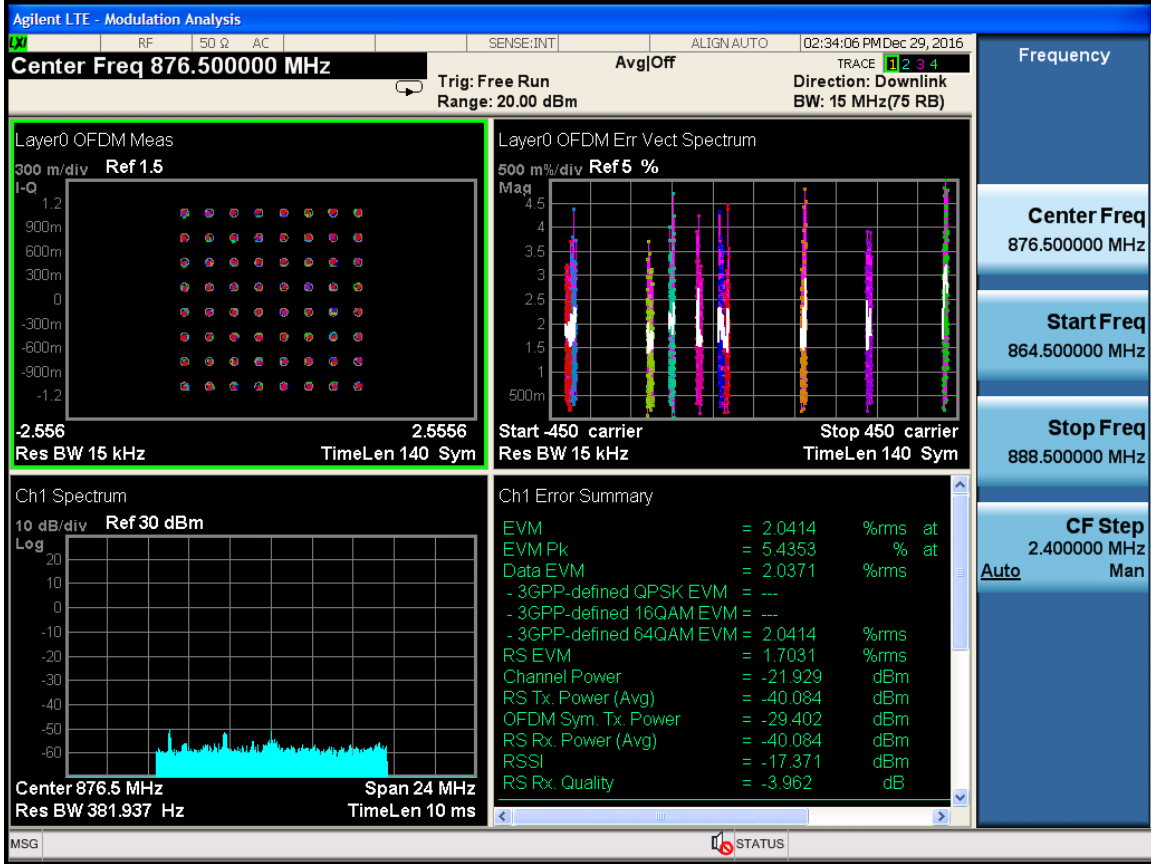 Agilent LTE - Modulation Analysis
LXI RF 50 Ω AC SENSE:INT ALIGN AUTO 02:34:06 PM Dec 29, 2016
Center Freq 876.500000 MHz Avg|Off TRACE 1 2 3 4
Trig: Free Run Direction: Downlink
Range: 20.00 dBm BW: 15 MHz(75 RB)
Layer0 OFDM Meas
300 m/div Ref 1.5
I-Q
1.2
900m
600m
300m
0
-300m
-600m
-900m
-1.2
-2.556 2.5556
Res BW 15 kHz TimeLen 140 Sym
Layer0 OFDM Err Vect Spectrum
500 m%/div Ref 5 %
Mag
4.5
4
3.5
3
2.5
2
1.5
1
500m
Start -450 carrier Stop 450 carrier
Res BW 15 kHz TimeLen 140 Sym
Ch1 Spectrum
10 dB/div Ref 30 dBm
Log
20
10
0
-10
-20
-30
-40
-50
-60
Center 876.5 MHz Span 24 MHz
Res BW 381.937 Hz TimeLen 10 ms
Ch1 Error Summary
EVM = 2.0414 %rms at
EVM Pk = 5.4353 % at
Data EVM = 2.0371 %rms
- 3GPP-defined QPSK EVM = ---
- 3GPP-defined 16QAM EVM = ---
- 3GPP-defined 64QAM EVM = 2.0414 %rms
RS EVM = 1.7031 %rms
Channel Power = -21.929 dBm
RS Tx. Power (Avg) = -40.084 dBm
OFDM Sym. Tx. Power = -29.402 dBm
RS Rx. Power (Avg) = -40.084 dBm
RSSI = -17.371 dBm
RS Rx. Quality = -3.962 dB
Frequency
Center Freq
876.500000 MHz
Start Freq
864.500000 MHz
Stop Freq
888.500000 MHz
CF Step
2.400000 MHz
Auto Man
MSG STATUS